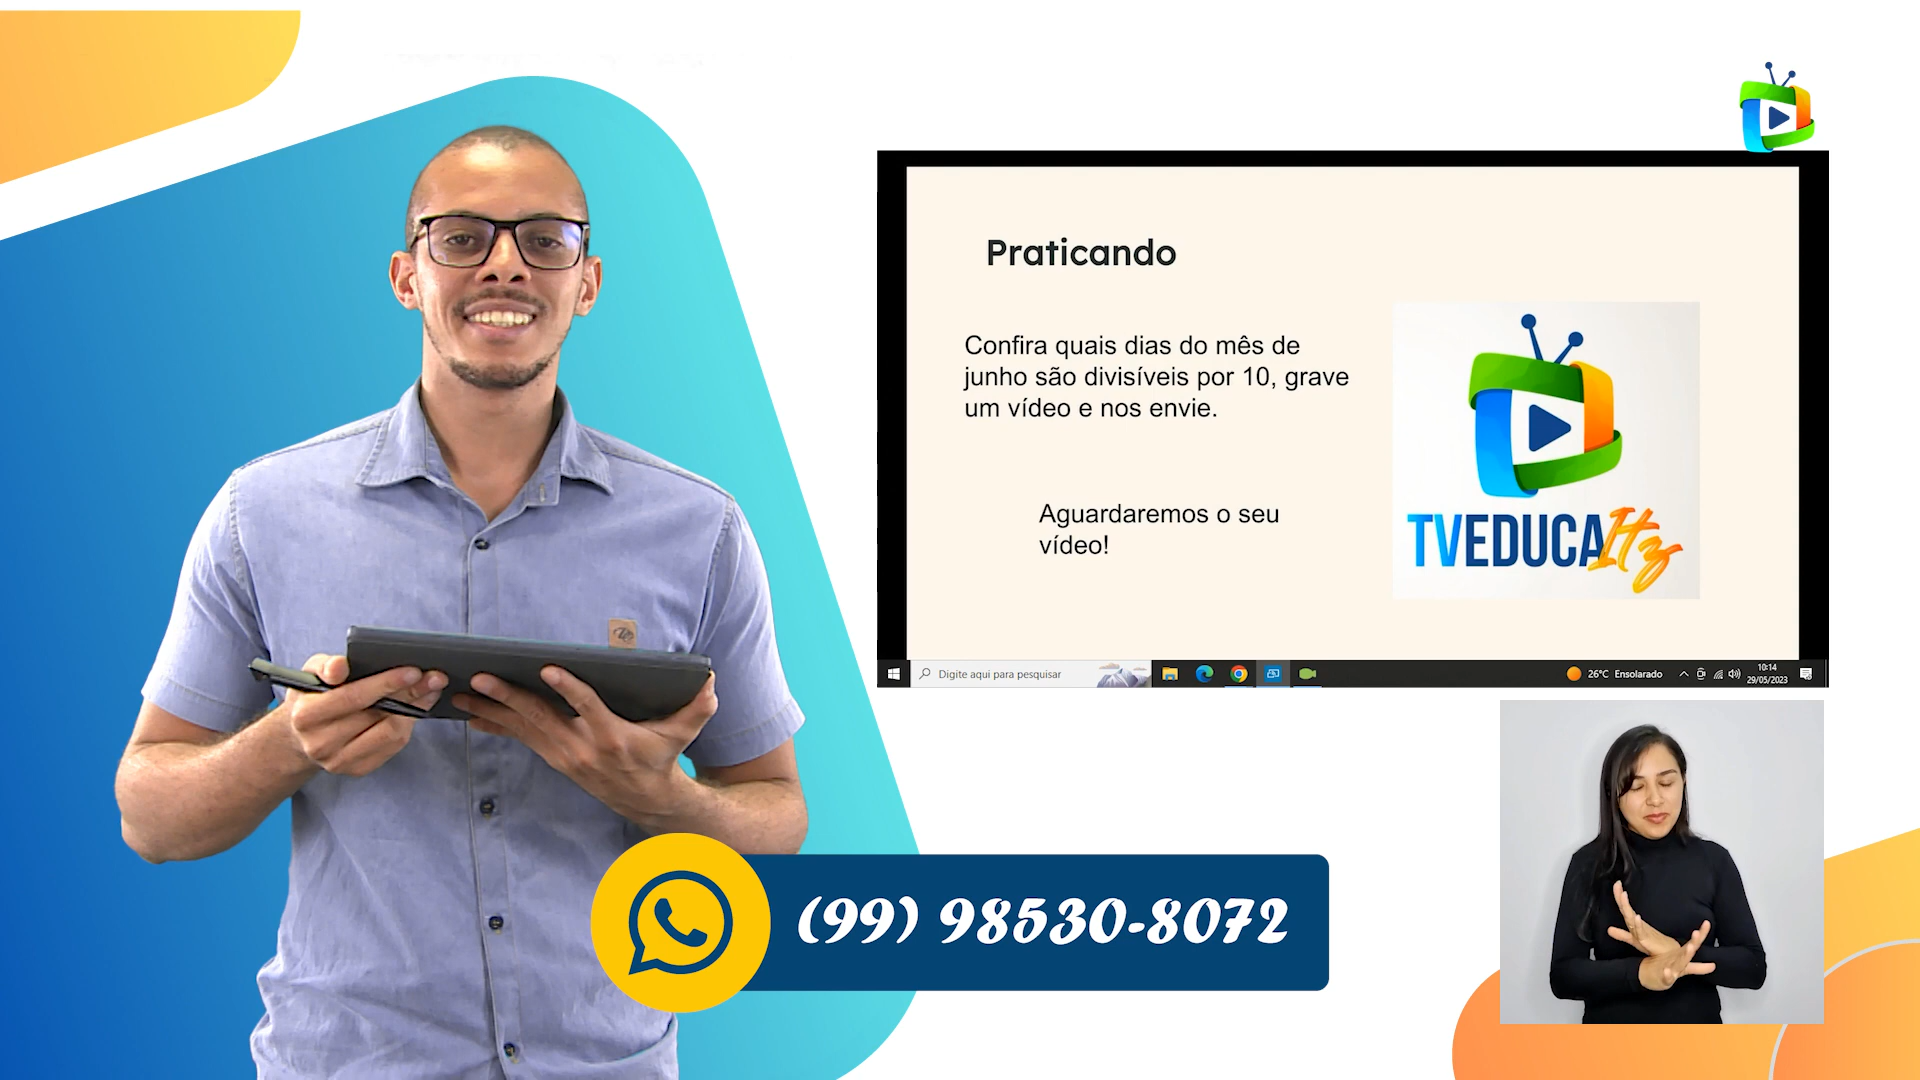 Praticando
Confira quais dias do mês de
junho são divisíveis por 10, grave
um vídeo e nos envie.
Aguardaremos o seu
vídeo!
TVEDUCAItz
Digite aqui para pesquisar
26°C Ensolarado
10:14
29/05/2023
(99) 98530-8072